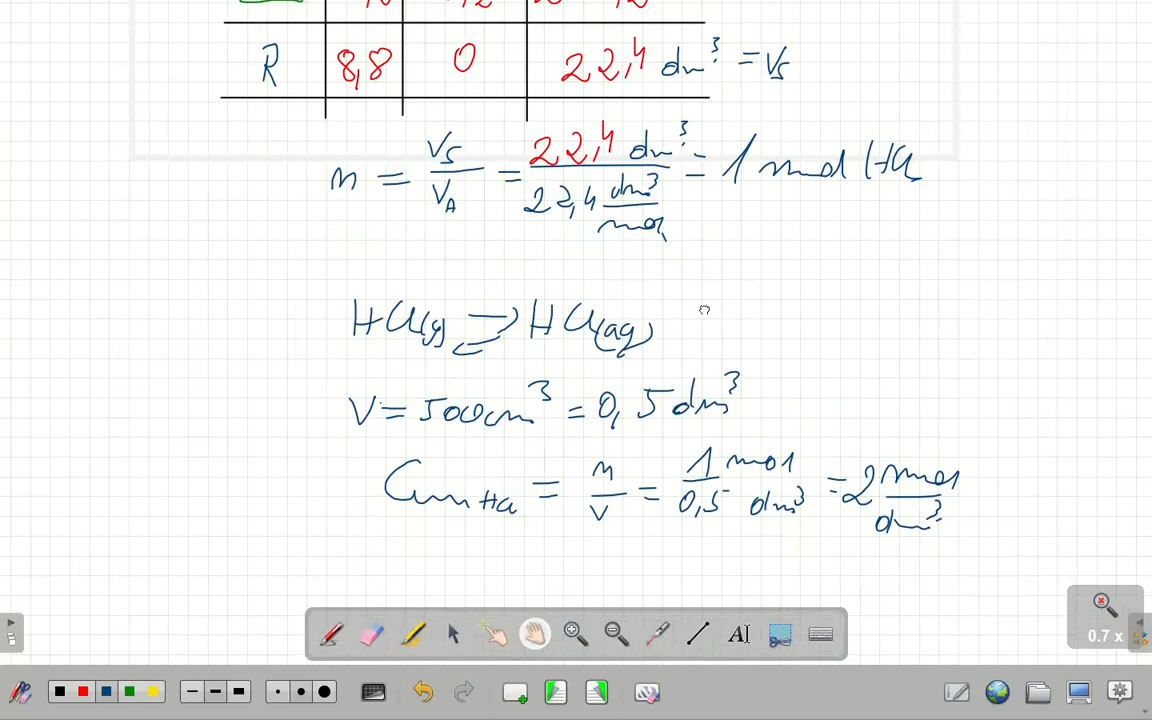 R 8,8 0 22,4 dm³ = Vs
n = Vs/VA = 22,4 dm³ / 22,4 dm³/mol = 1 mol HCl
HCl(g) ⇌ HCl(aq)
V = 500 cm³ = 0,5 dm³
Cm HCl = n/V = 1 mol / 0,5 dm³ = 2 mol/dm³
A
0.7 x